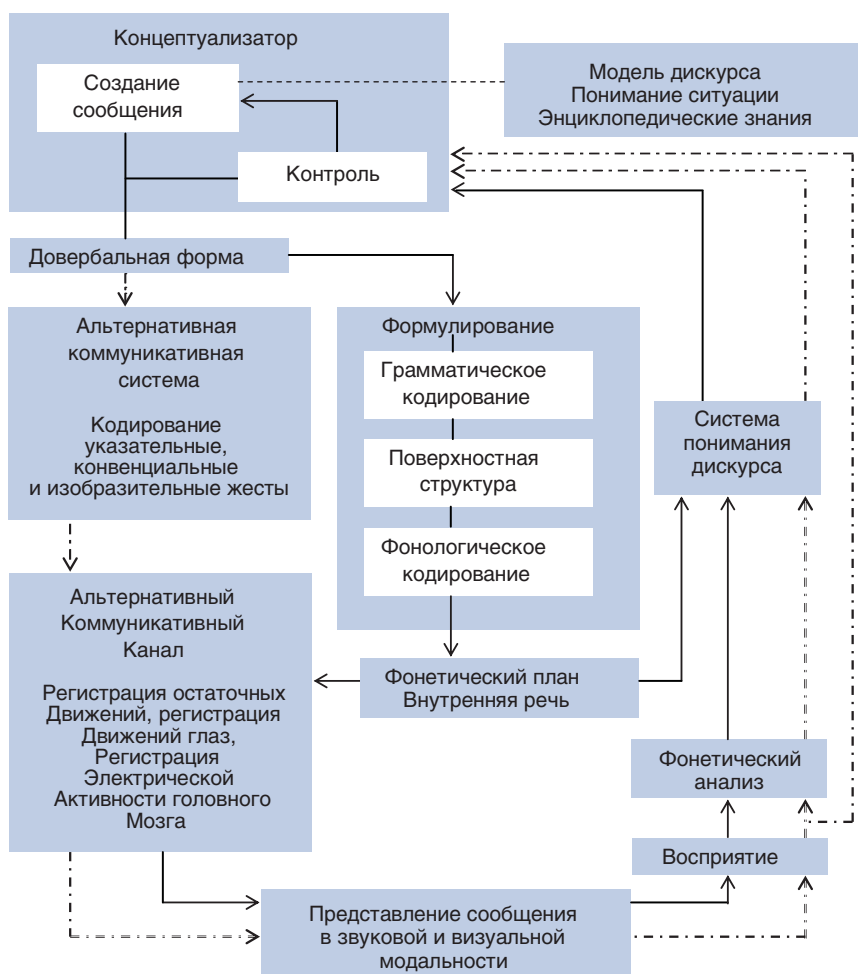 Концептуализатор
Создание
сообщения
Контроль
Модель дискурса
Понимание ситуации
Энциклопедические знания
Довербальная форма
Альтернативная
коммуникативная
система
Кодирование
указательные,
конвенциальные
и изобразительные жесты
Формулирование
Грамматическое
кодирование
Поверхностная
структура
Фонологическое
кодирование
Система
понимания
дискурса
Альтернативный
Коммуникативный
Канал
Регистрация остаточных
Движений, регистрация
Движений глаз,
Регистрация
Электрической
Активности головного
Мозга
Фонетический план
Внутренняя речь
Фонетический
анализ
Восприятие
Представление сообщения
в звуковой и визуальной
модальности